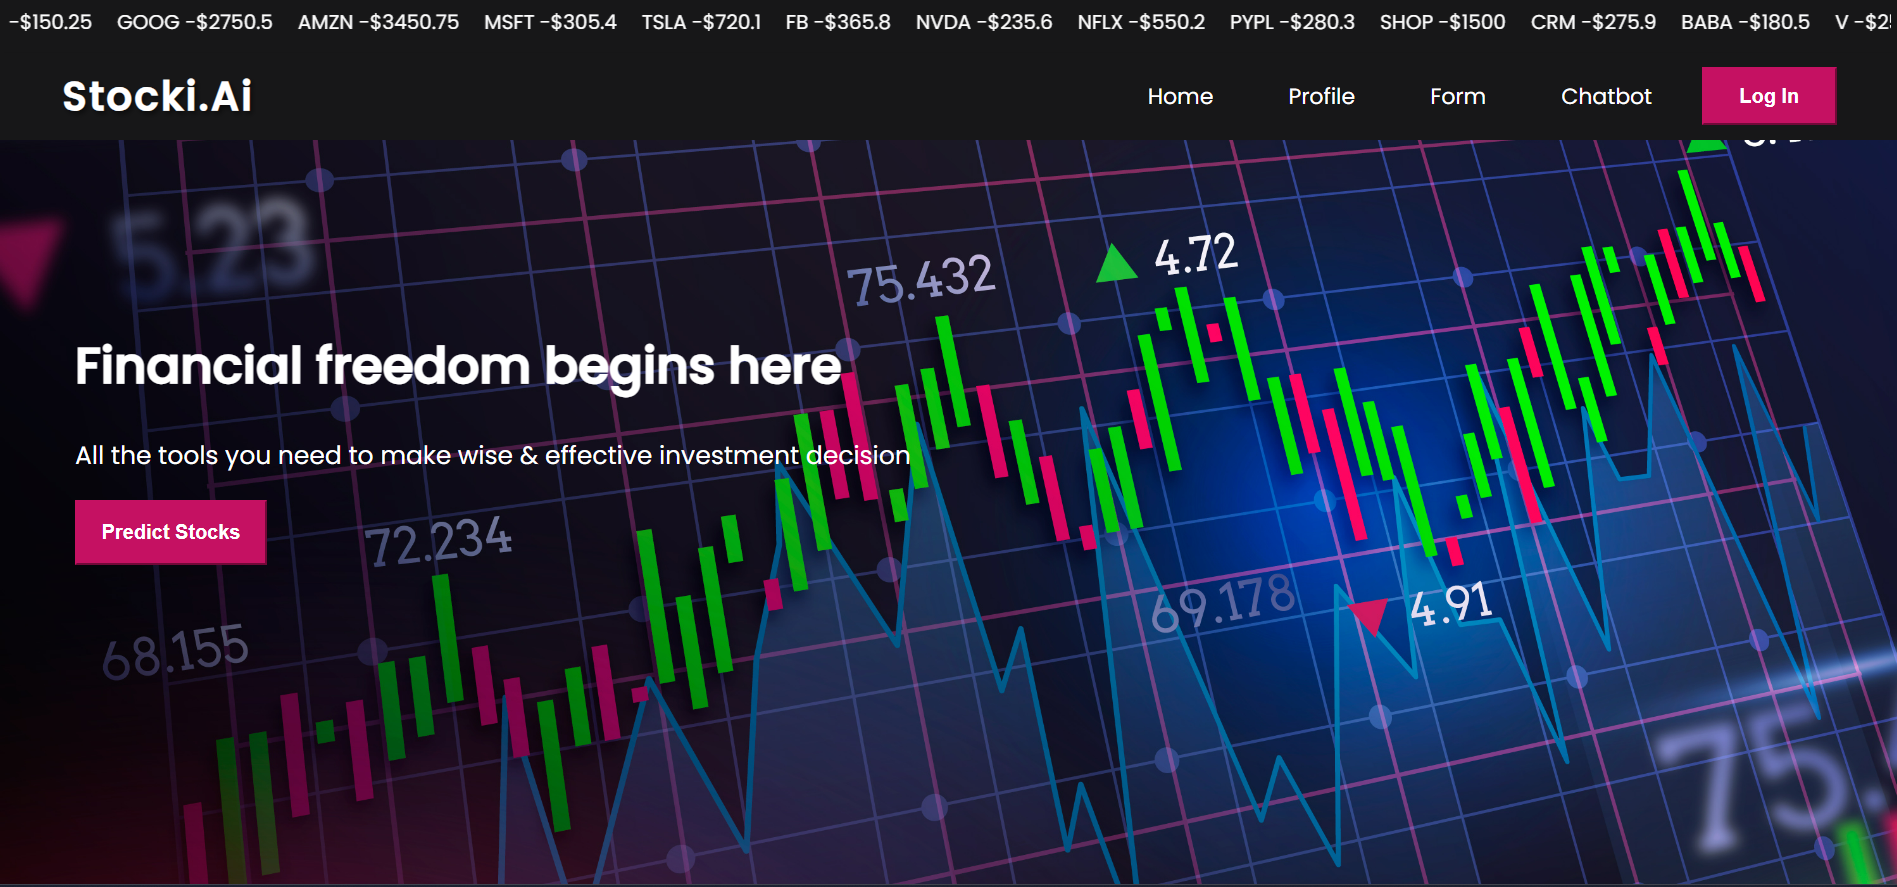 -$150.25 GOOG -$2750.5 AMZN -$3450.75 MSFT -$305.4 TSLA -$720.1 FB -$365.8 NVDA -$235.6 NFLX -$550.2 PYPL -$280.3 SHOP -$1500 CRM -$275.9 BABA -$180.5 V
Stocki.Ai Home Profile Form Chatbot Log In
5.23
75.432
4.72
Financial freedom begins here
All the tools you need to make wise & effective investment decision
Predict Stocks
72.234
69.178
4.91
68.155
75.